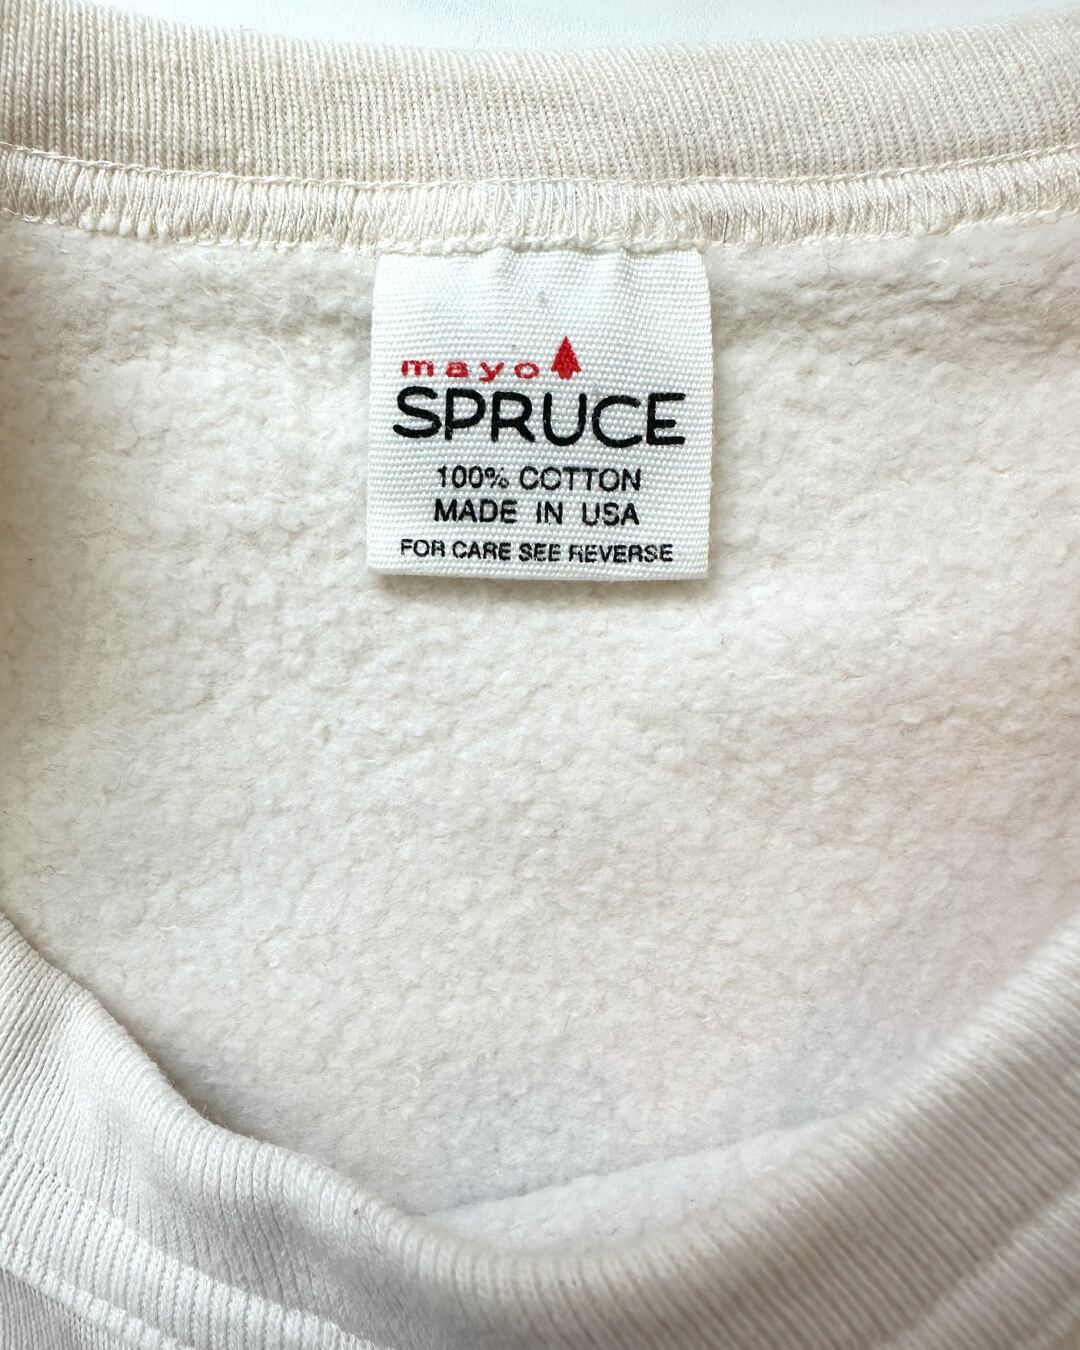 mayo
SPRUCE
100% COTTON
MADE IN USA
FOR CARE SEE REVERSE